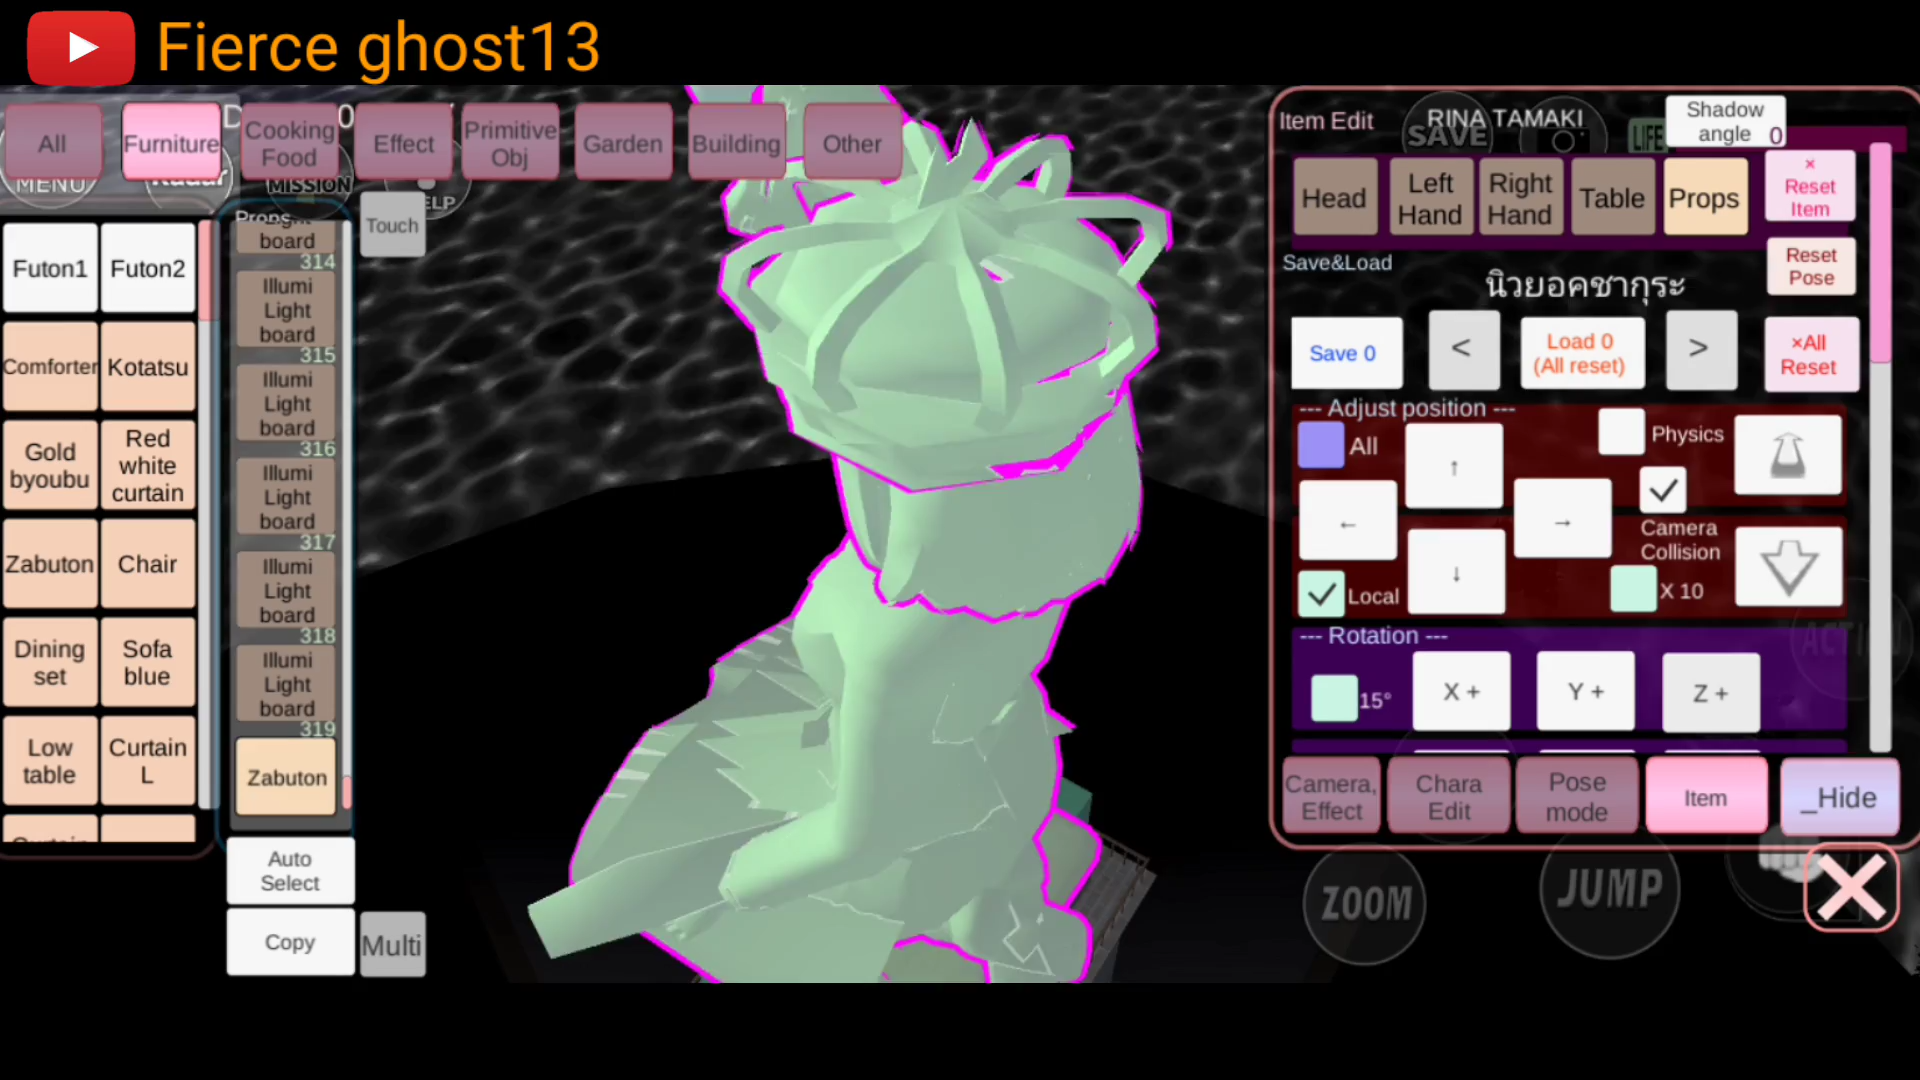 Fierce ghost13
All
Furniture
Cooking
Food
Effect
Primitive
Obj
Garden
Building
Other
MENU
Radar
MISSION
Touch
Futon1
Futon2
Comforter
Kotatsu
Gold
byoubu
Red
white
curtain
Zabuton
Chair
Dining
set
Sofa
blue
Low
table
Curtain
L
Props
Light
board
314
Illumi
Light
board
315
Illumi
Light
board
316
Illumi
Light
board
317
Illumi
Light
board
318
Illumi
Light
board
319
Zabuton
Auto
Select
Copy
Multi
Item Edit
RINA TAMAKI
SAVE
LIFE
Shadow
angle 0
Head
Left
Hand
Right
Hand
Table
Props
×
Reset
Item
Save&Load
นิวยอคชากุระ
Reset
Pose
Save 0
<
Load 0
(All reset)
>
×All
Reset
--- Adjust position ---
All
↑
Physics
←
→
Camera
Collision
Local
↓
X 10
--- Rotation ---
15°
X +
Y +
Z +
Camera,
Effect
Chara
Edit
Pose
mode
Item
_Hide
ZOOM
JUMP